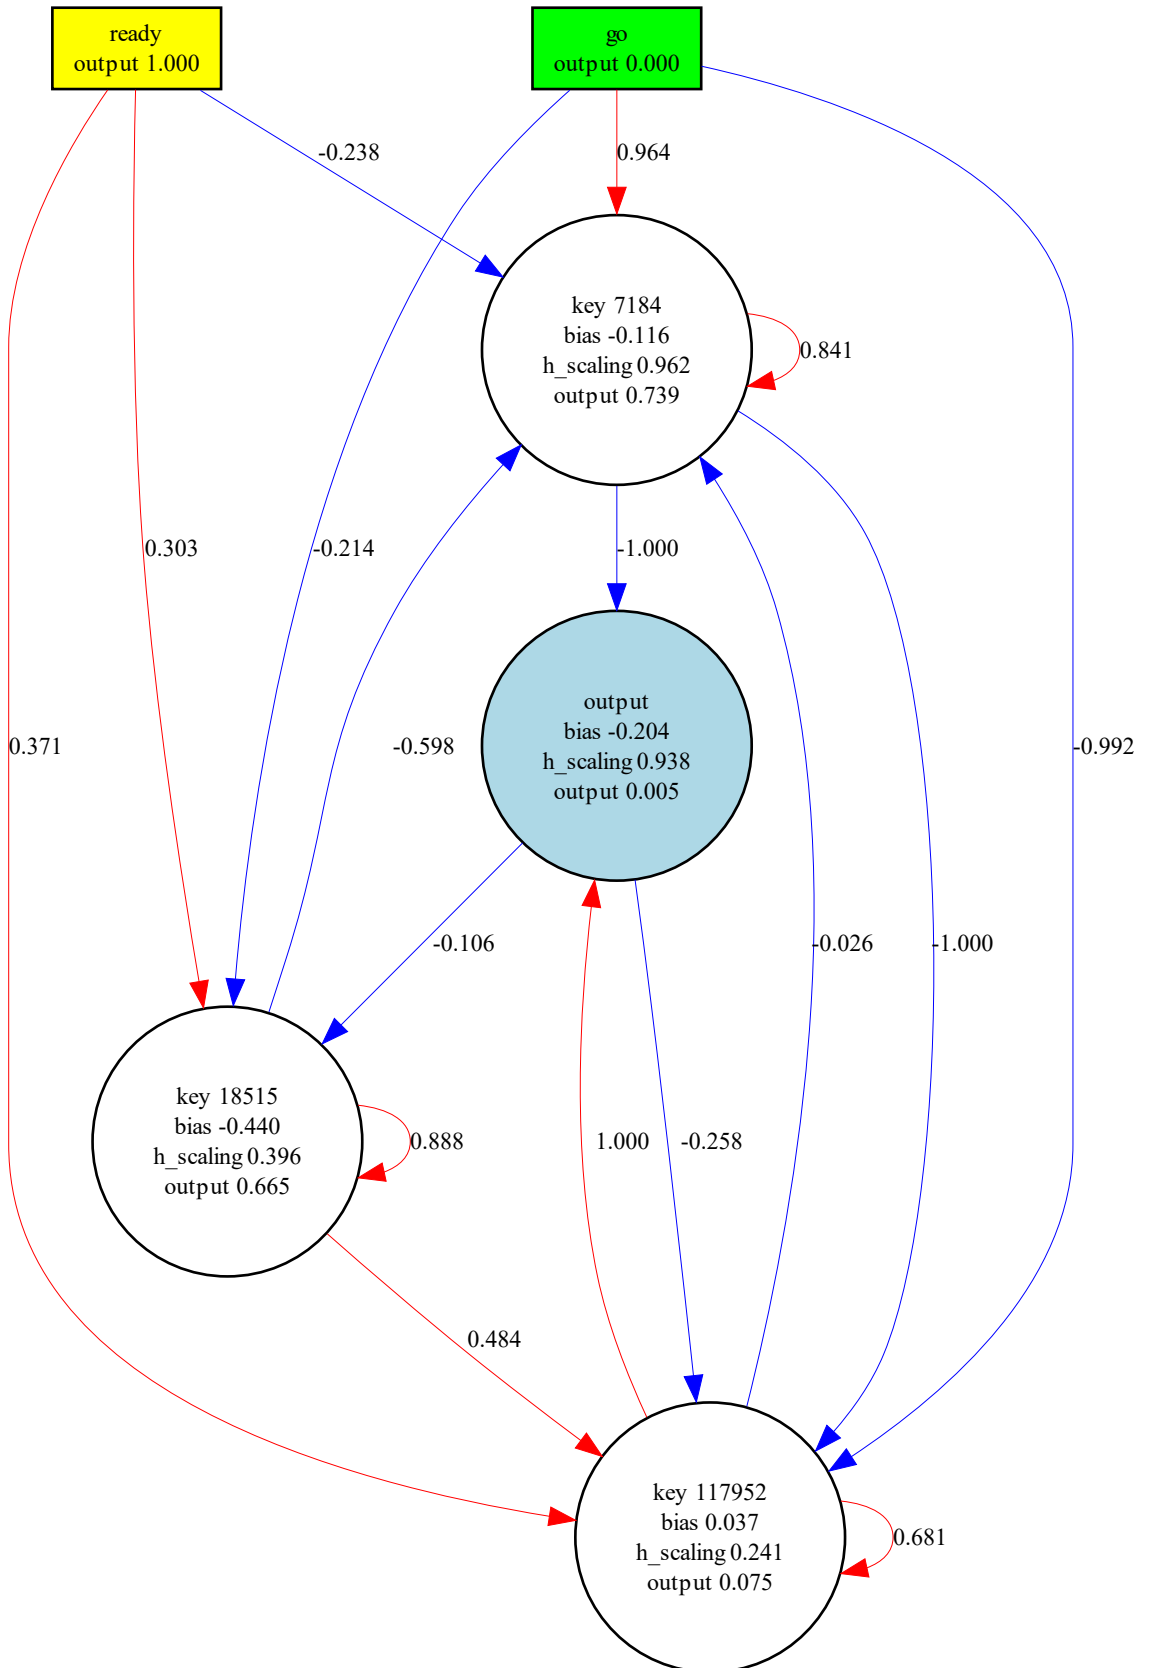 ready
output 1.000
go
output 0.000
-0.238
0.964
key 7184
bias -0.116
h_scaling 0.962
output 0.739
0.841
0.303
-0.214
-1.000
output
bias -0.204
h_scaling 0.938
output 0.005
0.371
-0.598
-0.992
-0.106
-0.026
-1.000
key 18515
bias -0.440
h_scaling 0.396
output 0.665
0.888
1.000
-0.258
0.484
key 117952
bias 0.037
h_scaling 0.241
output 0.075
0.681